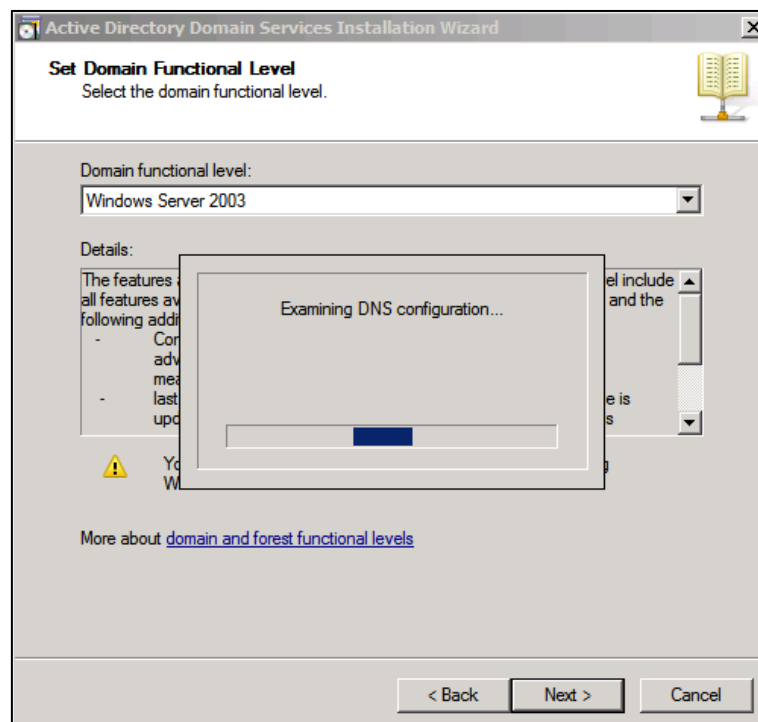 Active Directory Domain Services Installation Wizard
Set Domain Functional Level
Select the domain functional level.
Domain functional level:
Windows Server 2003
Details:
The features el include
all features av and the
following addi
- Con
adv
mea
- last e is
upd s
Examining DNS configuration...
Yo
W
More about domain and forest functional levels
< Back Next > Cancel